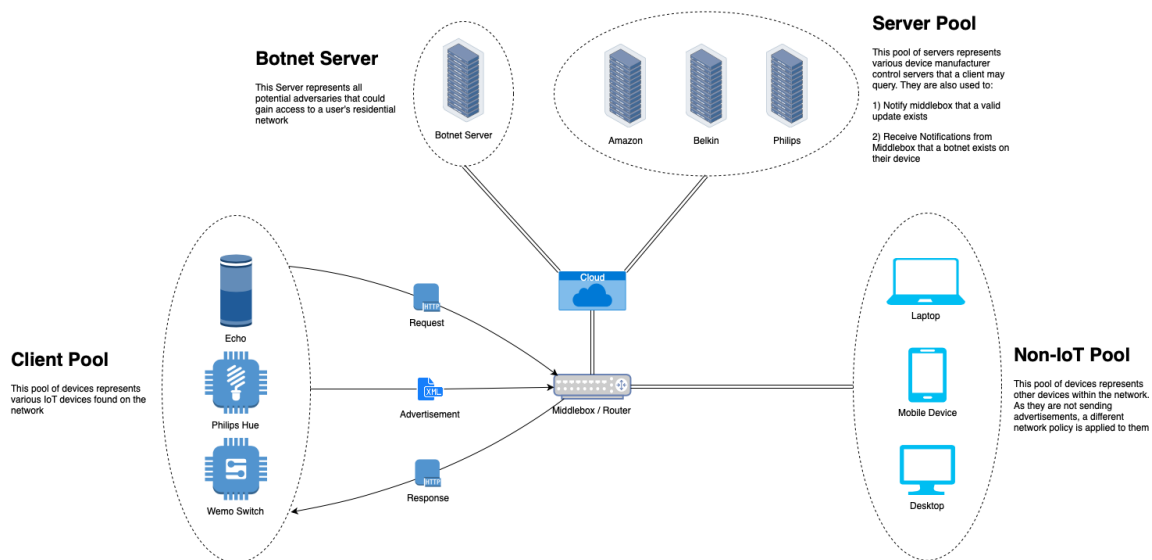 Botnet Server
This Server represents all
potential adversaries that could
gain access to a user's residential
network
Botnet Server
Amazon
Belkin
Philips
Server Pool
This pool of servers represents
various device manufacturer
control servers that a client may
query. They are also used to:
1) Notify middlebox that a valid
update exists
2) Receive Notifications from
Middlebox that a botnet exists on
their device
Cloud
Client Pool
This pool of devices represents
various IoT devices found on the
network
Echo
Philips Hue
Wemo Switch
HTTP
Request
XML
Advertisement
HTTP
Response
Middlebox / Router
Laptop
Mobile Device
Desktop
Non-IoT Pool
This pool of devices represents
other devices within the network.
As they are not sending
advertisements, a different
network policy is applied to them